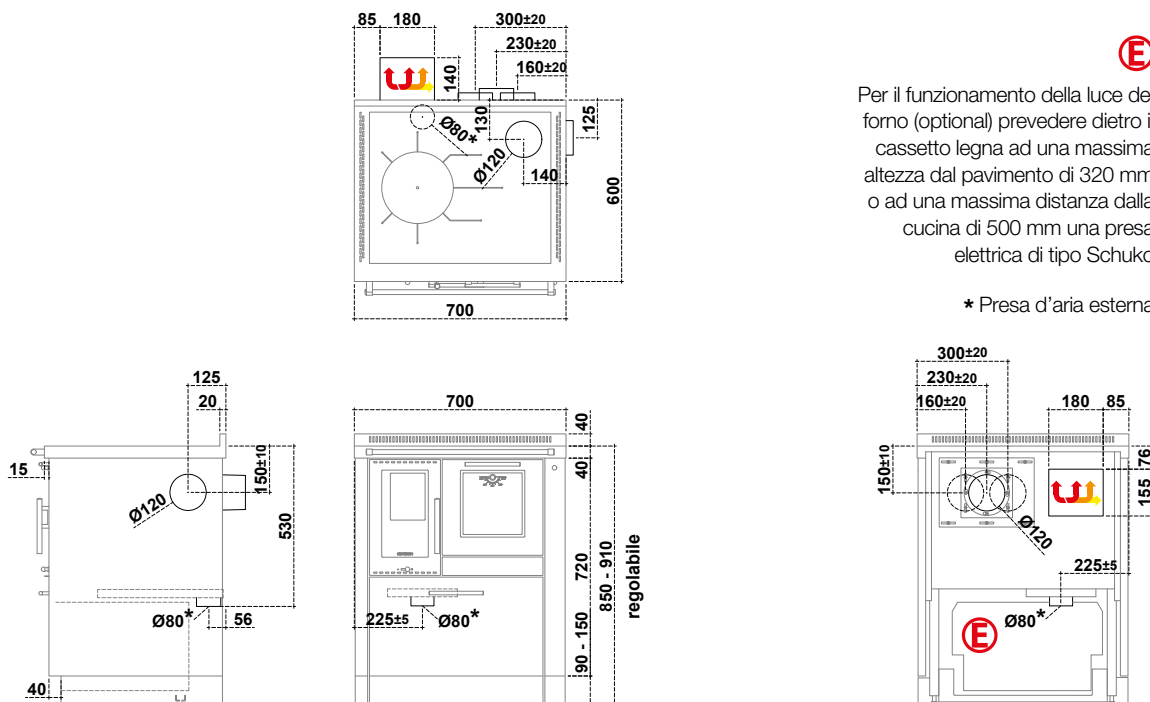 85 180 300±20
230±20
160±20
140
Ø80* 130 125
Ø120
140
600
700
E
Per il funzionamento della luce de
forno (optional) prevedere dietro i
cassetto legna ad una massima
altezza dal pavimento di 320 mm
o ad una massima distanza dalla
cucina di 500 mm una presa
elettrica di tipo Schuko
* Presa d'aria esterna
125
20
15
150±10
Ø120
530
Ø80* 56
40
700
40
40
720
850 - 910
regolabile
225±5 Ø80*
90 - 150
300±20
230±20
160±20 180 85
150±10
76
155
Ø120
225±5
Ø80*
E